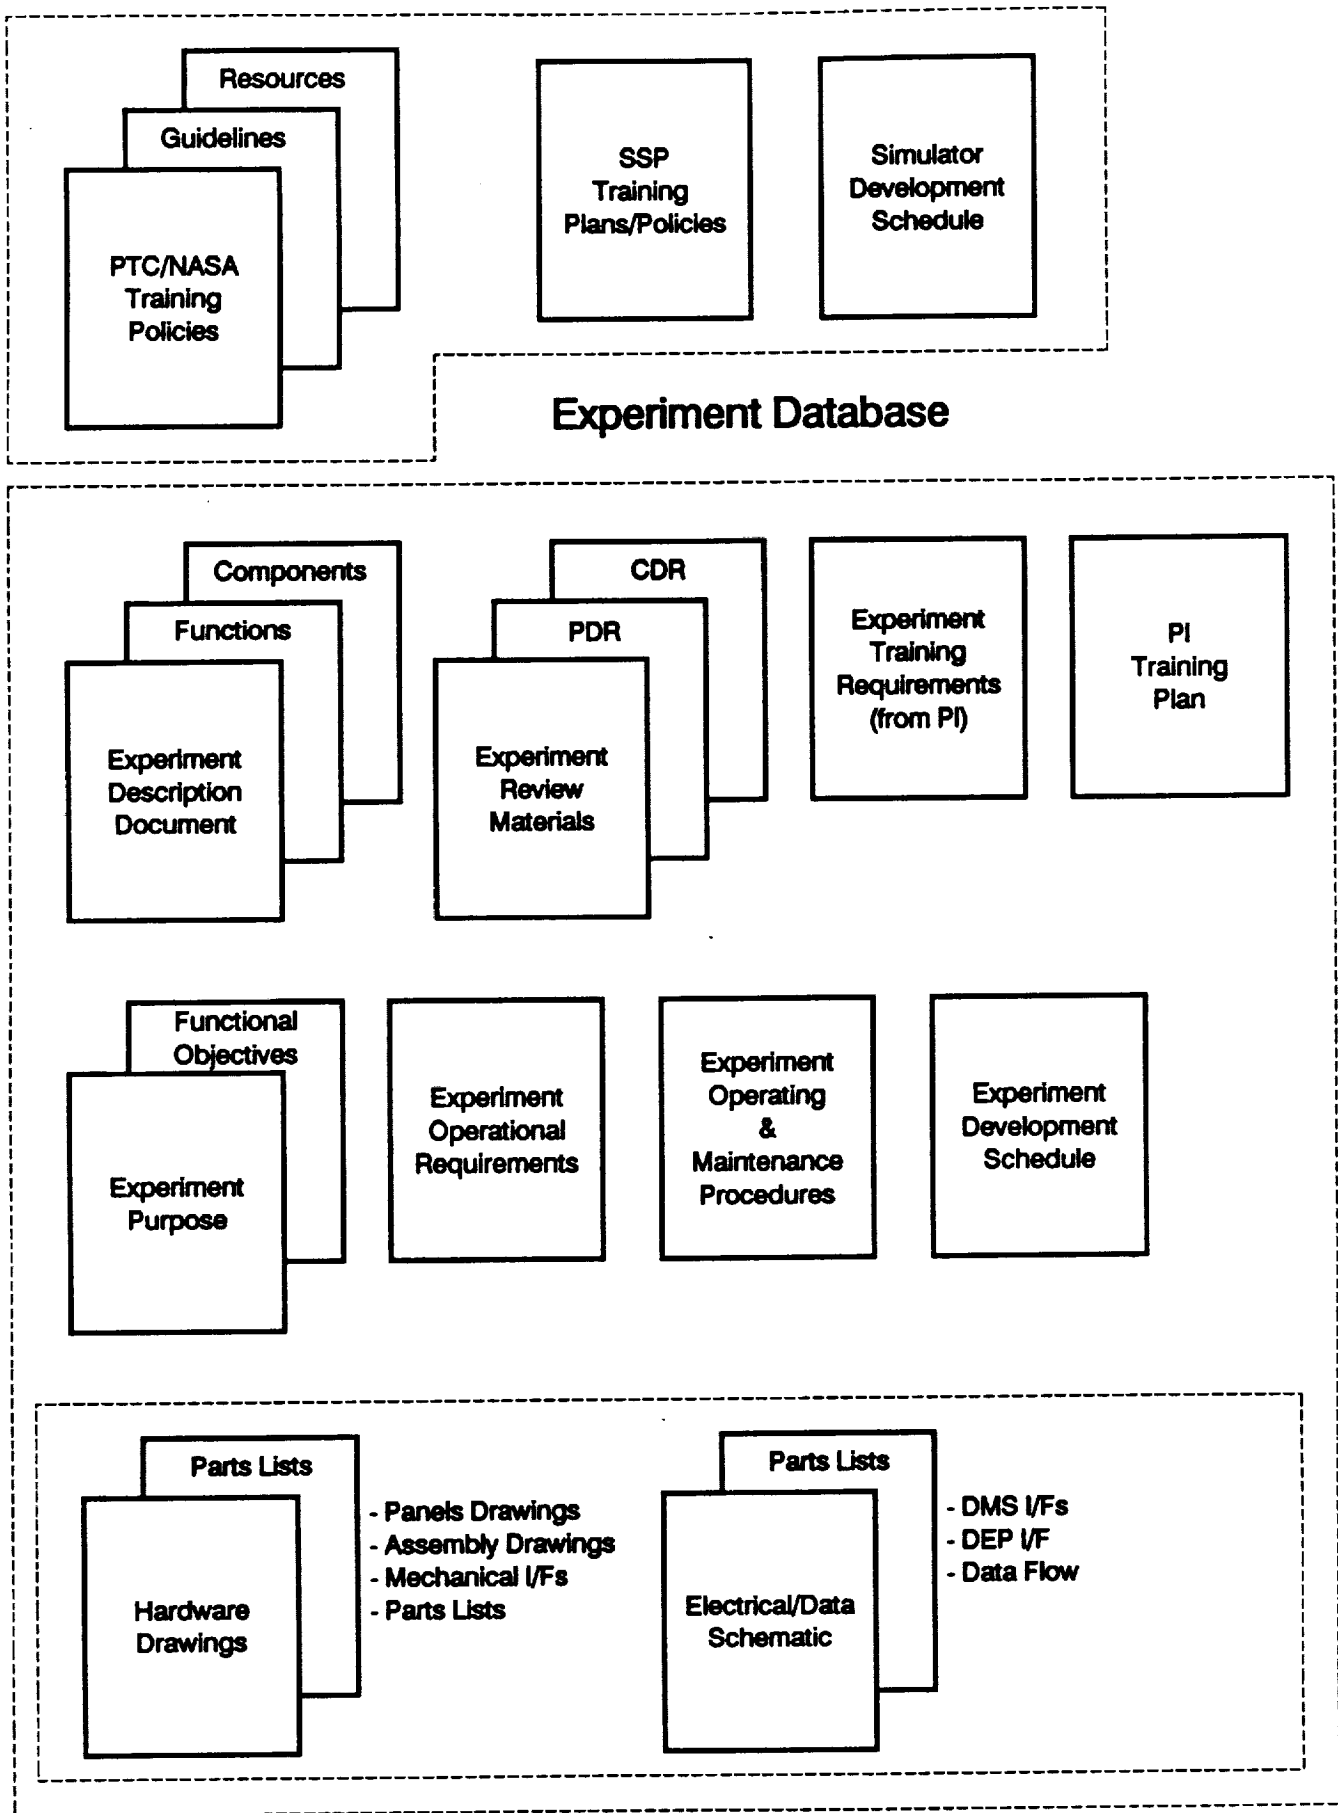 Resources
Guidelines
PTC/NASA
Training
Policies
SSP
Training
Plans/Policies
Simulator
Development
Schedule
Experiment Database
Components
Functions
Experiment
Description
Document
CDR
PDR
Experiment
Review
Materials
Experiment
Training
Requirements
(from PI)
PI
Training
Plan
Functional
Objectives
Experiment
Purpose
Experiment
Operational
Requirements
Experiment
Operating
&
Maintenance
Procedures
Experiment
Development
Schedule
Parts Lists
Hardware
Drawings
- Panels Drawings
- Assembly Drawings
- Mechanical I/Fs
- Parts Lists
Parts Lists
Electrical/Data
Schematic
- DMS I/Fs
- DEP I/F
- Data Flow